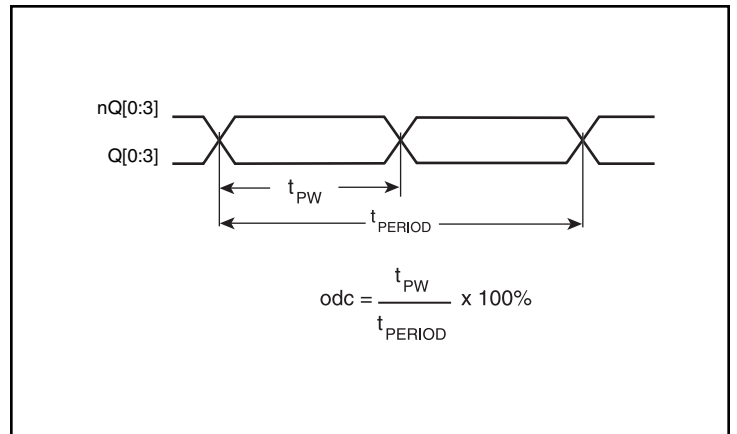 nQ[0:3]
Q[0:3]
tPW
tPERIOD
odc = tPW / tPERIOD x 100%